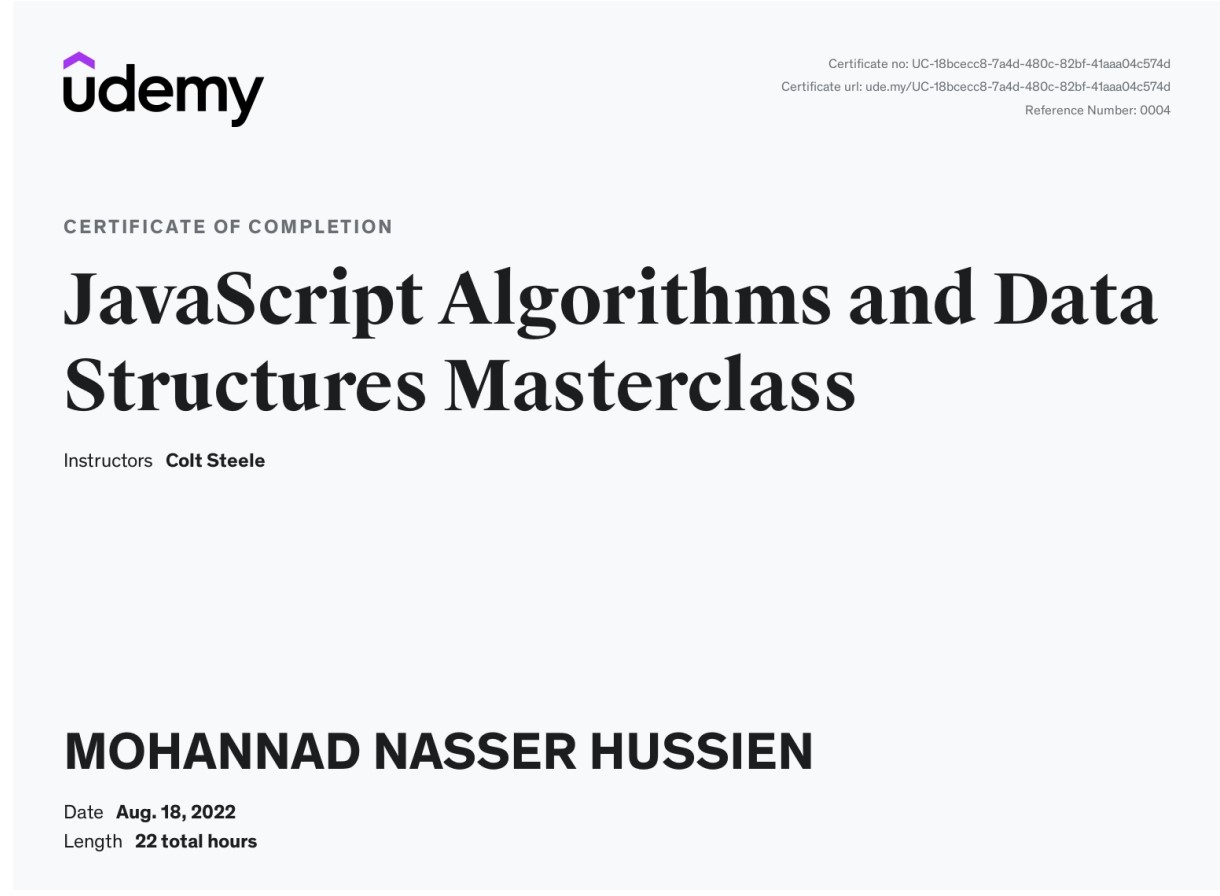 udemy
Certificate no: UC-18bcecc8-7a4d-480c-82bf-41aaa04c574d
Certificate url: ude.my/UC-18bcecc8-7a4d-480c-82bf-41aaa04c574d
Reference Number: 0004
CERTIFICATE OF COMPLETION
JavaScript Algorithms and Data
Structures Masterclass
Instructors Colt Steele
MOHANNAD NASSER HUSSIEN
Date Aug. 18, 2022
Length 22 total hours